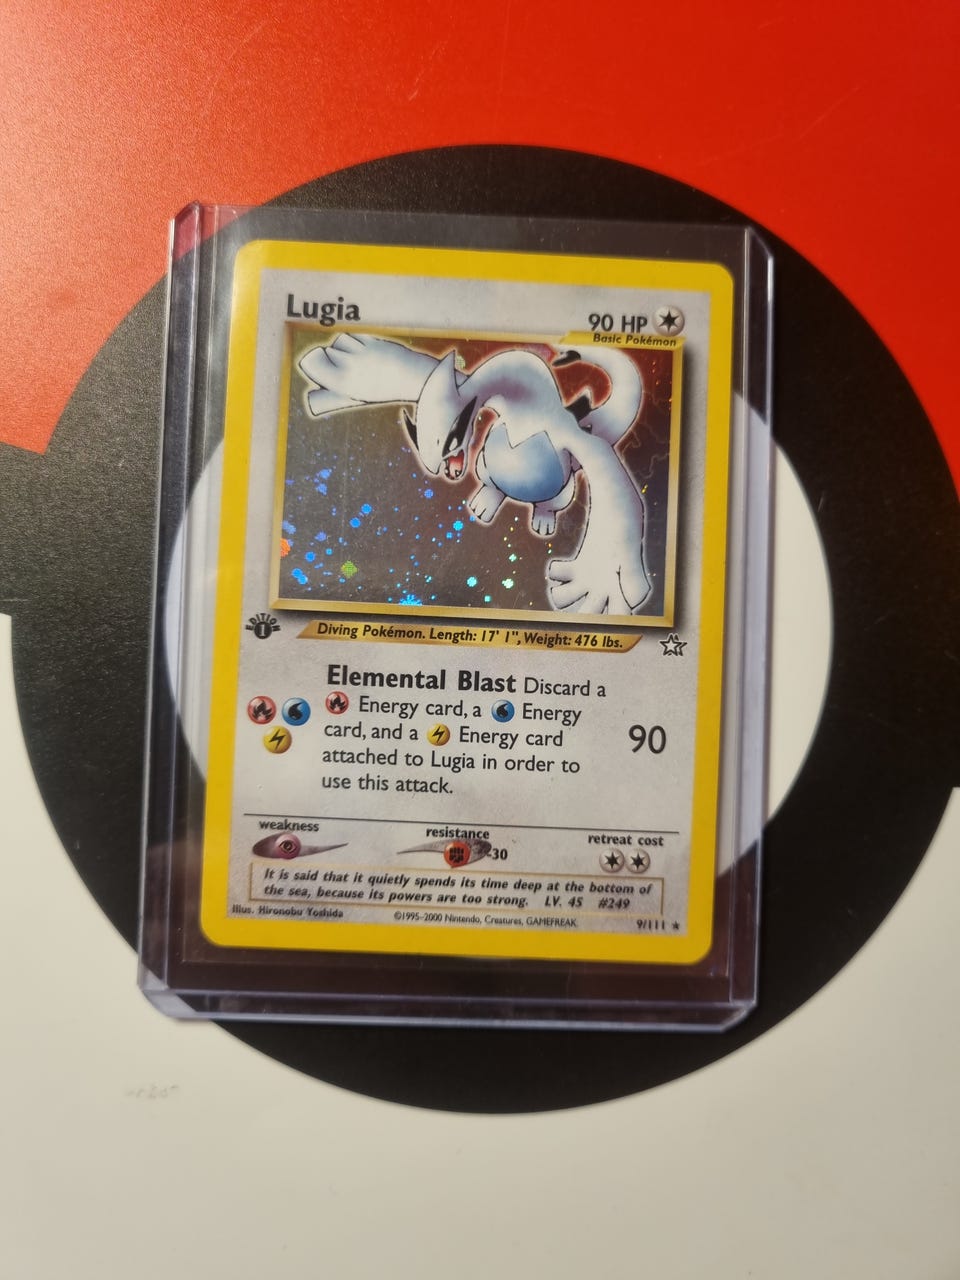 Lugia
90 HP
Basic Pokémon
EDITION
1
Diving Pokémon. Length: 17' 1", Weight: 476 lbs.
Elemental Blast Discard a
Energy card, a Energy
card, and a Energy card
attached to Lugia in order to
use this attack.
90
weakness
resistance
retreat cost
-30
It is said that it quietly spends its time deep at the bottom of
the sea, because its powers are too strong. LV. 45 #249
Illus. Hironobu Yoshida
©1995-2000 Nintendo, Creatures, GAMEFREAK.
9/111 ★